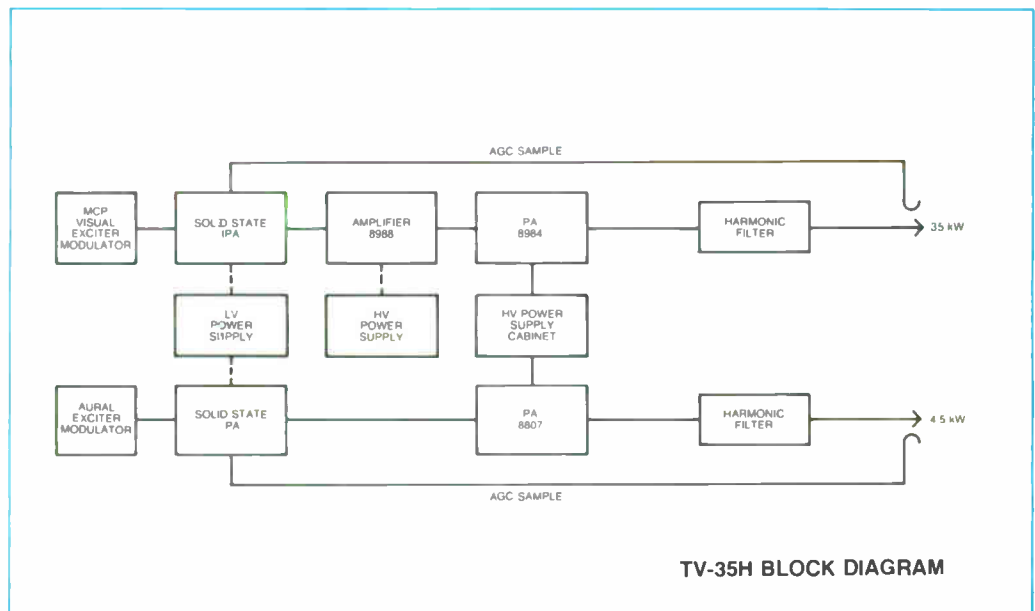 AGC SAMPLE
MCP
VISUAL
EXCITER
MODULATOR
SOLID STATE
IPA
AMPLIFIER
8988
PA
8984
HARMONIC
FILTER
35 kW
LV
POWER
SUPPLY
HV
POWER
SUPPLY
HV POWER
SUPPLY
CABINET
AURAL
EXCITER
MODULATOR
SOLID STATE
PA
PA
8807
HARMONIC
FILTER
4.5 kW
AGC SAMPLE
TV-35H BLOCK DIAGRAM